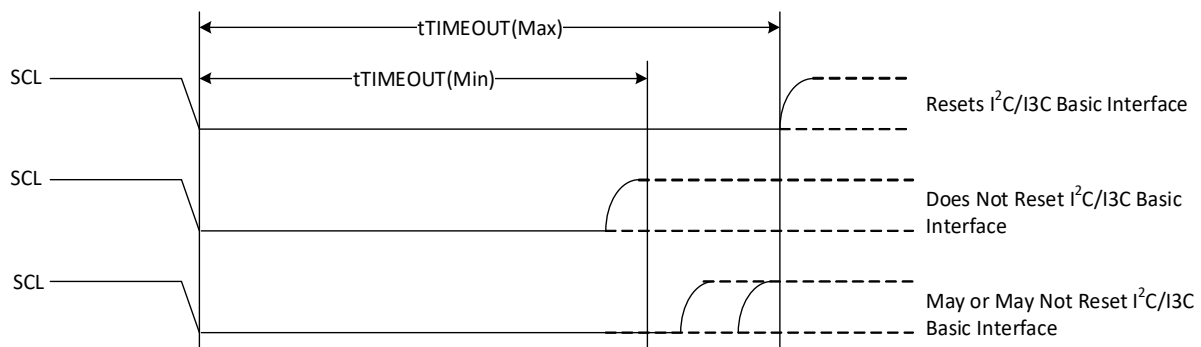 tTIMEOUT(Max)
SCL
tTIMEOUT(Min)
Resets I²C/I3C Basic Interface
SCL
Does Not Reset I²C/I3C Basic
Interface
SCL
May or May Not Reset I²C/I3C
Basic Interface